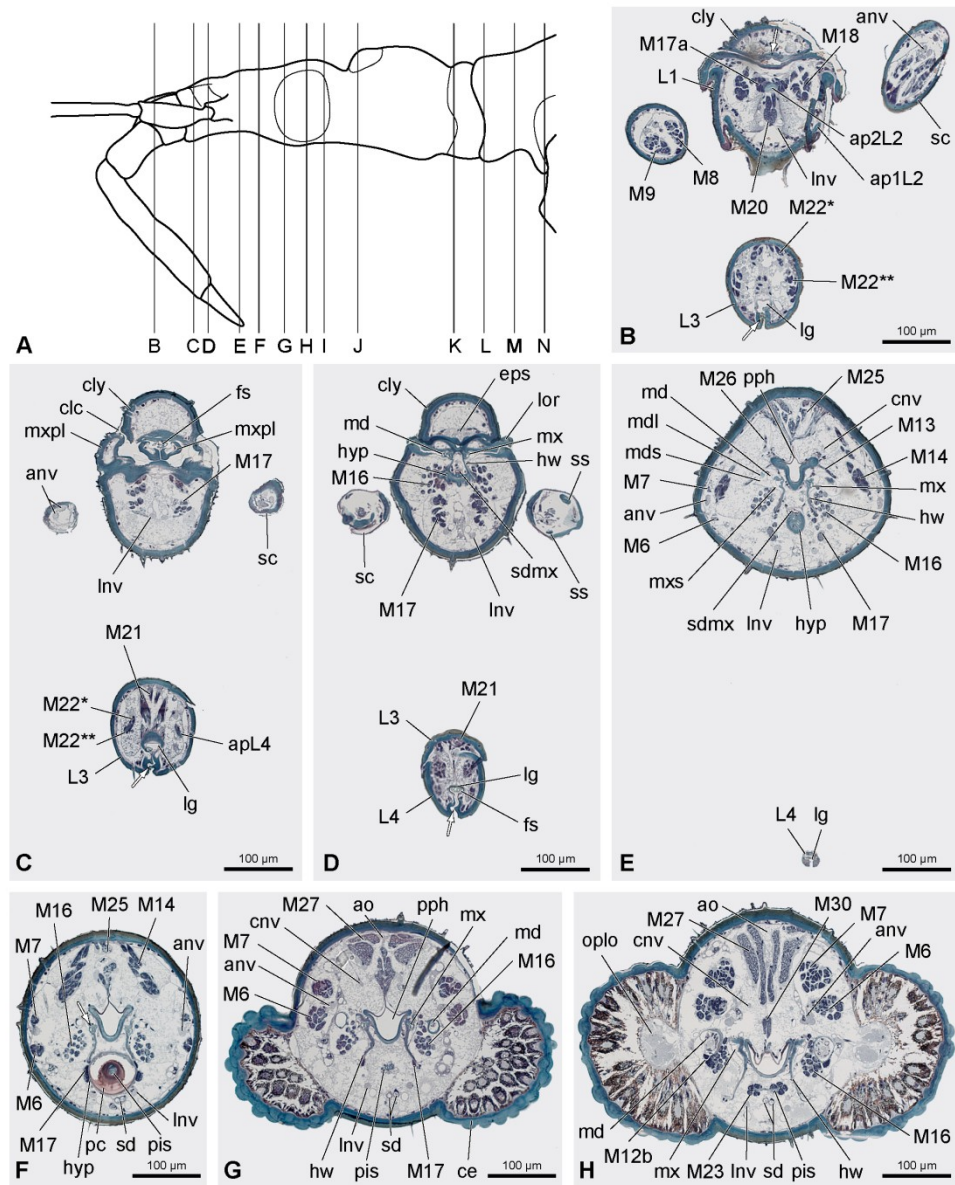 A
B C D E F G H I J K L M N
cly
anv
M17a
M18
L1
sc
ap2L2
M9
M8
lnv
ap1L2
M20
M22*
M22**
L3
lg
B
100 µm
cly
fs
clc
mxpl
mxpl
anv
M17
lnv
sc
M21
M22*
M22**
apL4
L3
lg
C
100 µm
eps
cly
lor
md
mx
hyp
hw
ss
M16
sc
sdmx
M17
lnv
ss
M21
L3
lg
L4
fs
D
100 µm
M26
pph
M25
md
cnv
mdl
M13
mds
M14
M7
mx
anv
hw
M6
M16
mxs
sdmx
lnv
hyp
M17
L4
lg
E
100 µm
M16
M25
M14
M7
anv
M6
M17
lnv
hyp
pc
sd
pis
F
100 µm
M27
ao
pph
mx
cnv
md
M7
M16
anv
M6
lnv
sd
hw
pis
M17
ce
G
100 µm
ao
M30
M27
M7
oplo
cnv
anv
M6
md
M12b
M16
mx
M23
lnv
sd
pis
hw
H
100 µm